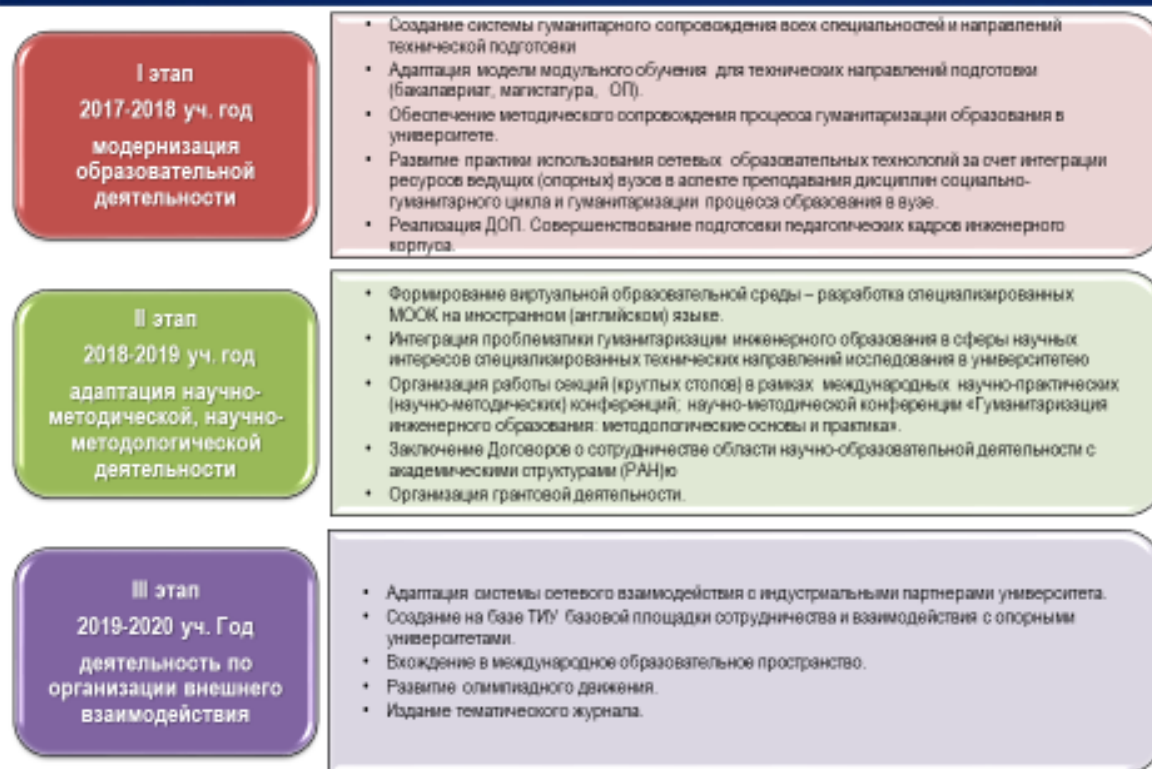 I этап
2017-2018 уч. год
модернизация
образовательной
деятельности
• Создание системы гуманитарного сопровождения всех специальностей и направлений
технической подготовки
• Адаптация модели модульного обучения для технических направлений подготовки
(бакалавриат, магистатура, ОП).
• Обеспечение методического сопровождения процесса гуманитаризации образования в
университете.
• Развитие практики использования сетевых образовательных технологий за счет интеграции
ресурсов ведущих (опорных) вузов в аспекте преподавания дисциплин социально-
гуманитарного цикла и гуманитаризации процесса образования в вузе.
• Реализация ДОП. Совершенствование подготовки педагогических кадров инженерного
корпуса.
II этап
2018-2019 уч. год
адаптация научно-
методической, научно-
методологической
деятельности
• Формирование виртуальной образовательной среды – разработка специализированных
МООК на иностранном (английском) языке.
• Интеграция проблематики гуманитаризации инженерного образования в сферы научных
интересов специализированных технических направлений исследования в университетею
• Организация работы секций (круглых столов) в рамках международных научно-практических
(научно-методических) конференций; научно-методической конференции «Гуманитаризация
инженерного образования: методологические основы и практика».
• Заключение Договоров о сотрудничестве области научно-образовательной деятельности с
академическими структурами (РАН)ю
• Организация грантовой деятельности.
III этап
2019-2020 уч. Год
деятельность по
организации внешнего
взаимодействия
• Адаптация системы сетевого взаимодействия с индустриальными партнерами университета.
• Создание на базе ТИУ базовой площадки сотрудничества и взаимодействия с опорными
университетами.
• Вхождение в международное образовательное пространство.
• Развитие олимпиадного движения.
• Издание тематического журнала.